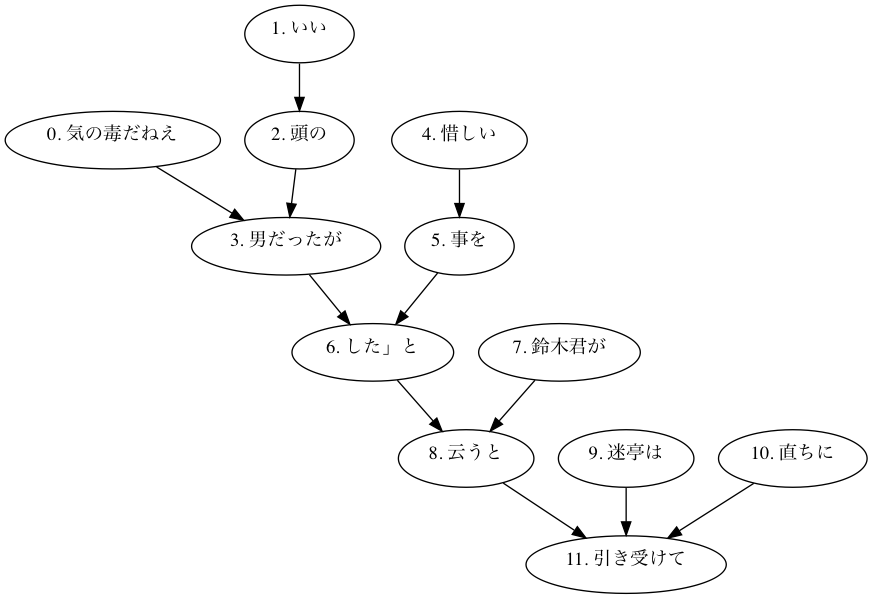 1. いい
0. 気の毒だねえ
2. 頭の
4. 惜しい
3. 男だったが
5. 事を
6. した」と
7. 鈴木君が
8. 云うと
9. 迷亭は
10. 直ちに
11. 引き受けて